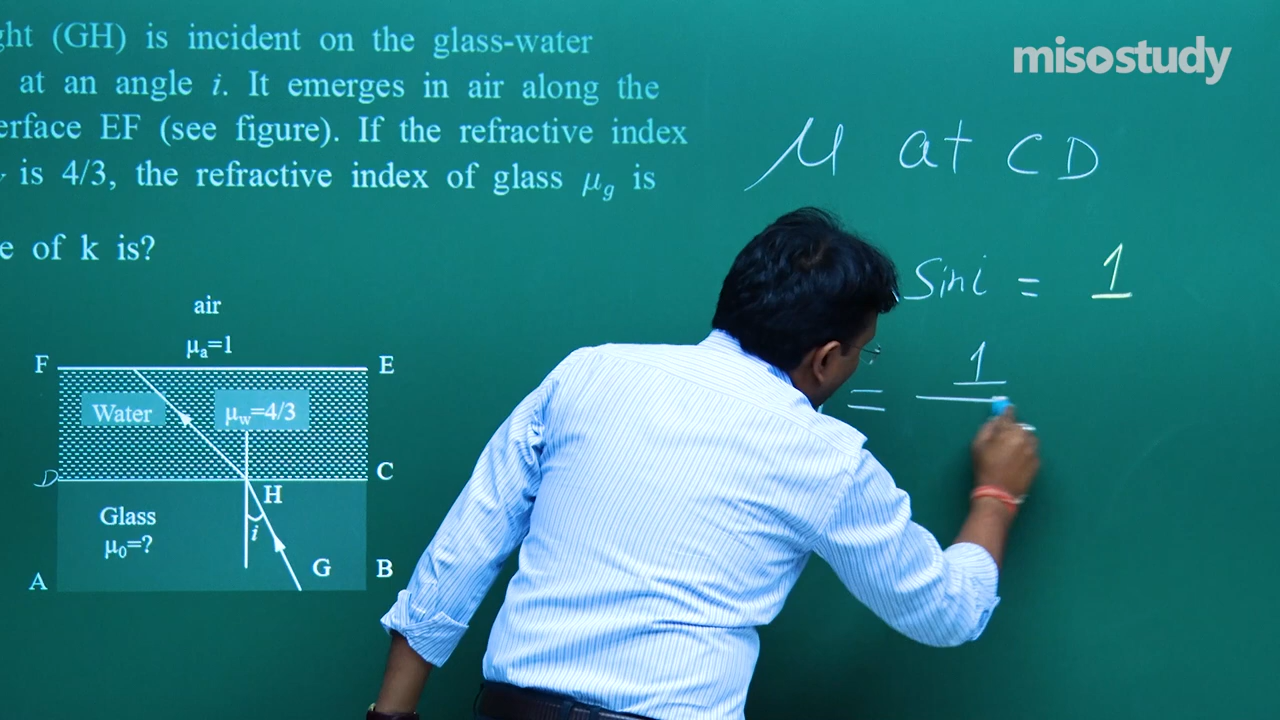 ght (GH) is incident on the glass-water
at an angle i. It emerges in air along the
erface EF (see figure). If the refractive index
is 4/3, the refractive index of glass μg is
e of k is?
air
μa=1
F
E
Water
μw=4/3
D
C
H
Glass
μ0=?
i
A
G
B
misostudy
μ at CD
sini = 1
= 1